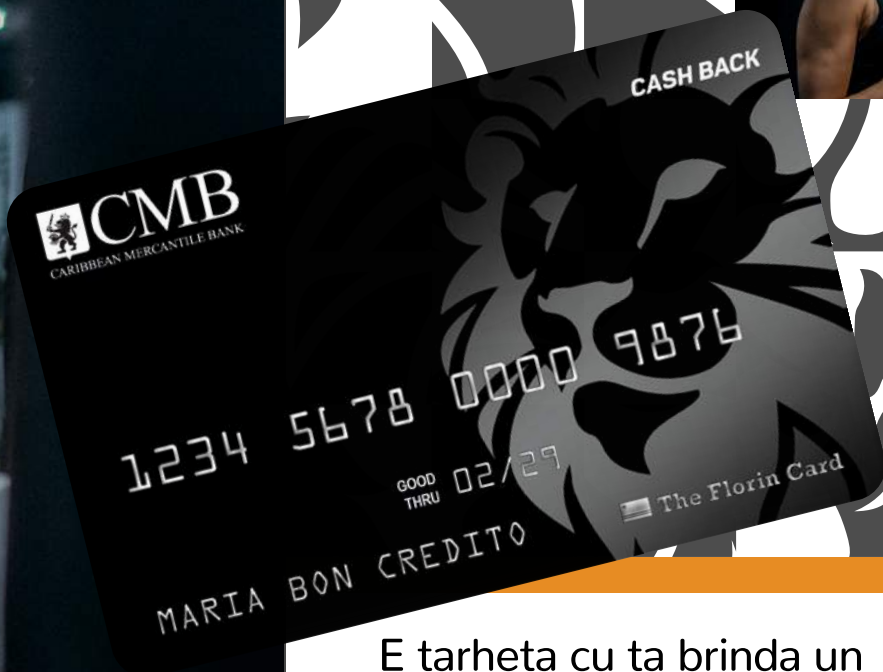 CASH BACK
CMB
CARIBBEAN MERCANTILE BANK
1234 5678 0000 9876
GOOD THRU 02/29
The Florin Card
MARIA BON CREDITO
E tarheta cu ta brinda un